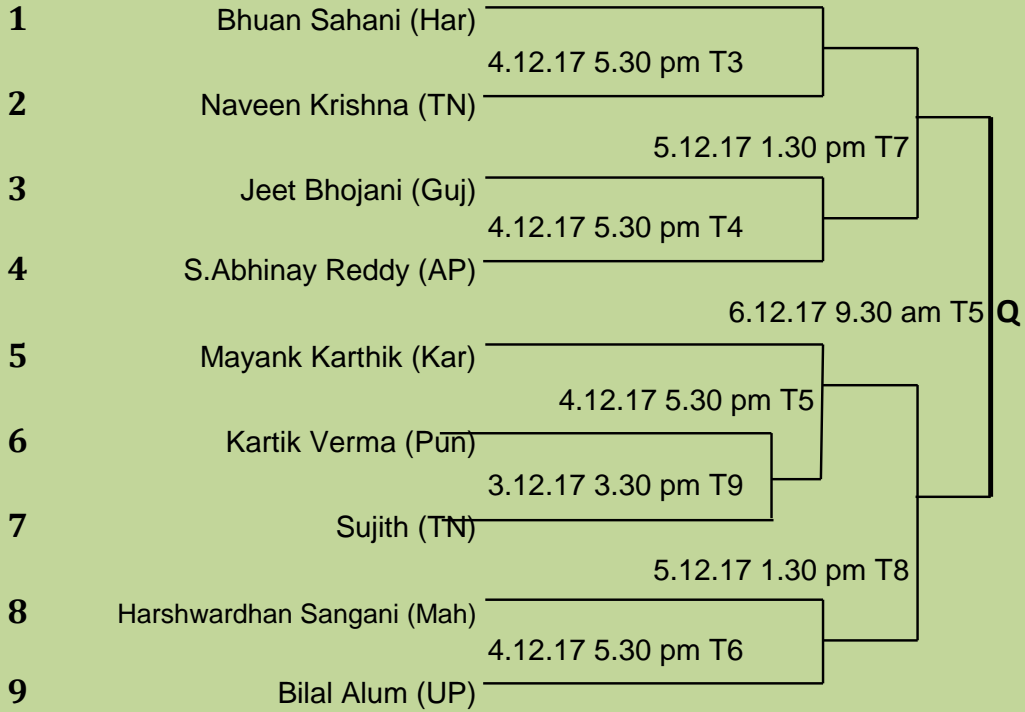 1 Bhuan Sahani (Har)
4.12.17 5.30 pm T3
2 Naveen Krishna (TN)
5.12.17 1.30 pm T7
3 Jeet Bhojani (Guj)
4.12.17 5.30 pm T4
4 S.Abhinay Reddy (AP)
6.12.17 9.30 am T5 Q
5 Mayank Karthik (Kar)
4.12.17 5.30 pm T5
6 Kartik Verma (Pun)
3.12.17 3.30 pm T9
7 Sujith (TN)
5.12.17 1.30 pm T8
8 Harshwardhan Sangani (Mah)
4.12.17 5.30 pm T6
9 Bilal Alum (UP)